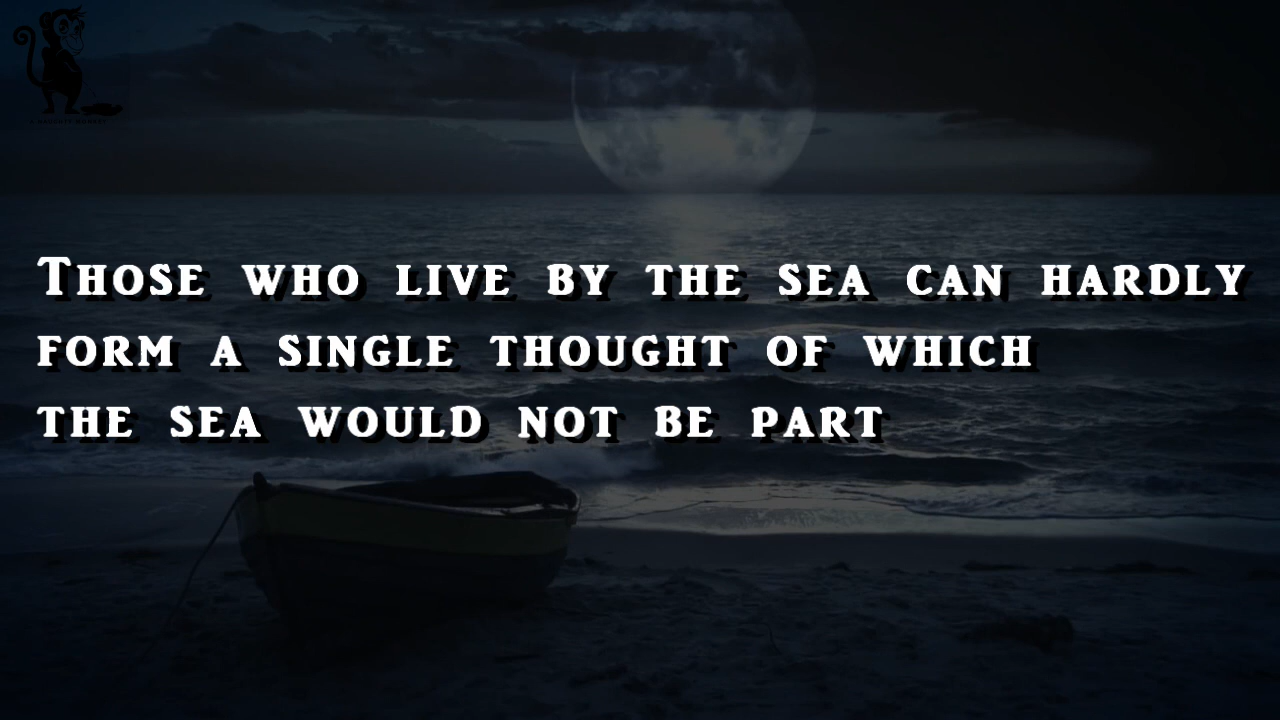 Those who live by the sea can hardly
form a single thought of which
the sea would not be part